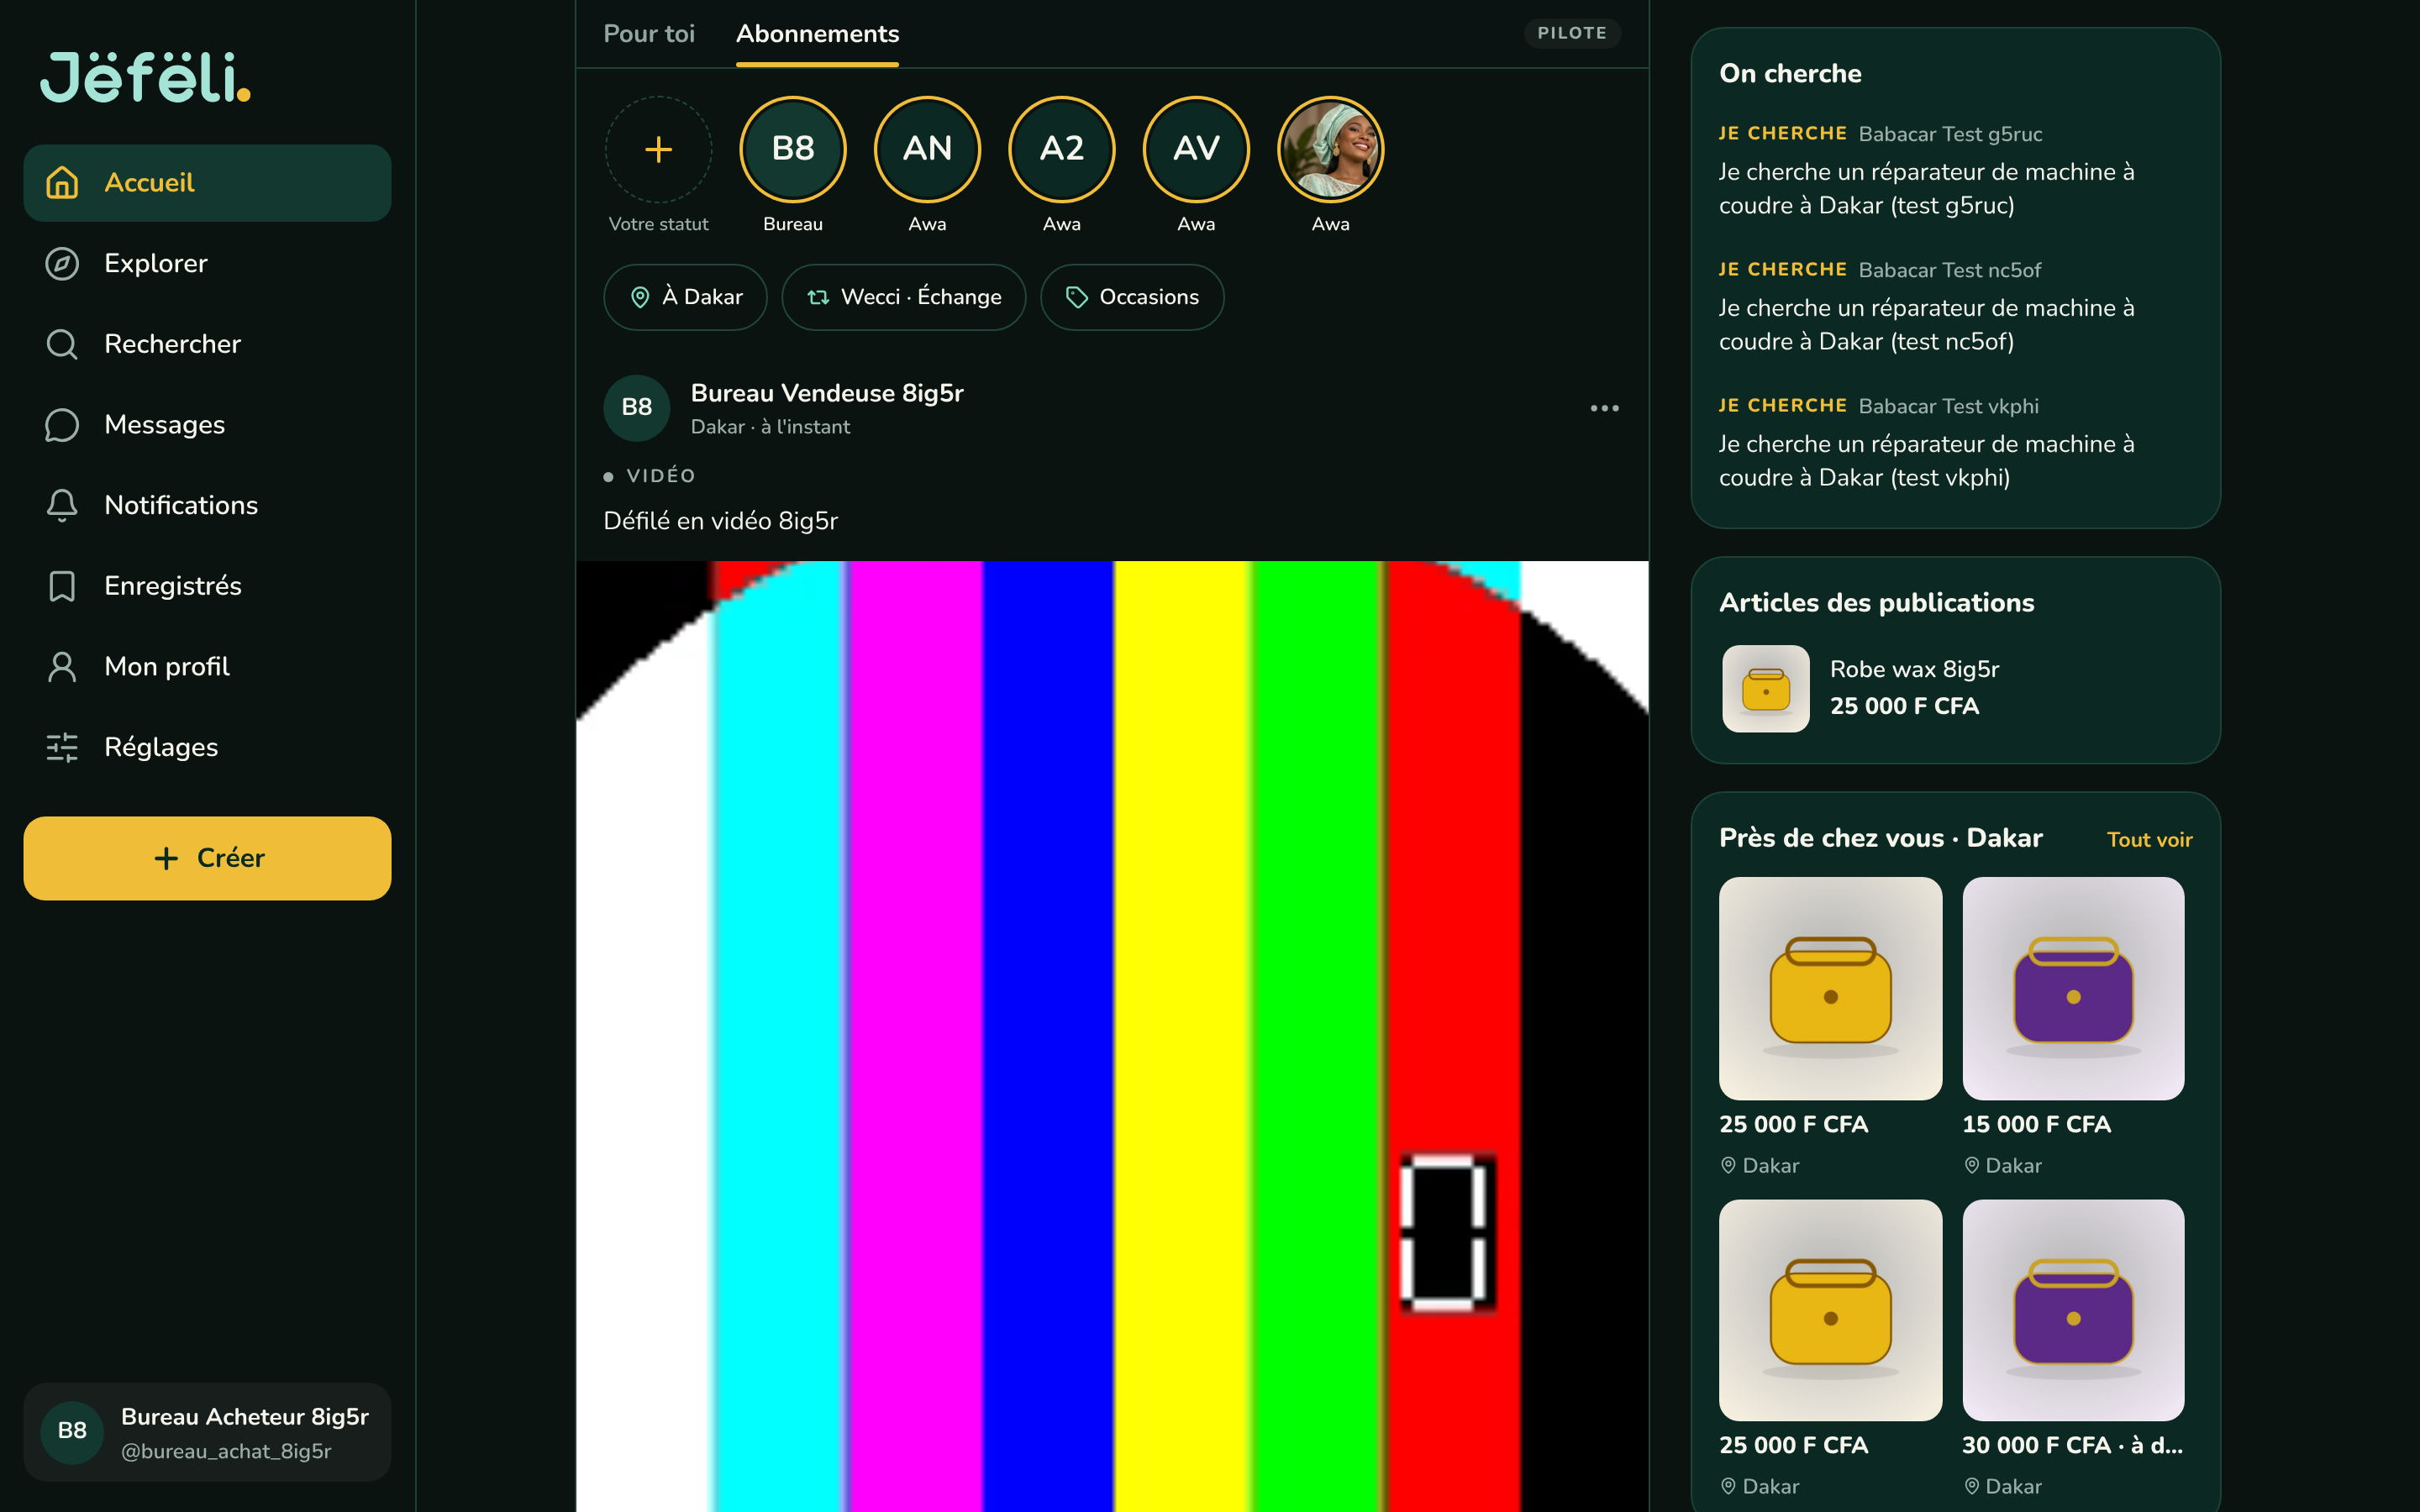 Jëfëli.
Accueil
Explorer
Rechercher
Messages
Notifications
Enregistrés
Mon profil
Réglages
Créer
B8
Bureau Acheteur 8ig5r
@bureau_achat_8ig5r
Pour toi
Abonnements
PILOTE
B8
AN
A2
AV
Votre statut
Bureau
Awa
Awa
Awa
Awa
À Dakar
Wecci · Échange
Occasions
B8
Bureau Vendeuse 8ig5r
Dakar · à l'instant
VIDÉO
Défilé en vidéo 8ig5r
0
On cherche
JE CHERCHE Babacar Test g5ruc
Je cherche un réparateur de machine à
coudre à Dakar (test g5ruc)
JE CHERCHE Babacar Test nc5of
Je cherche un réparateur de machine à
coudre à Dakar (test nc5of)
JE CHERCHE Babacar Test vkphi
Je cherche un réparateur de machine à
coudre à Dakar (test vkphi)
Articles des publications
Robe wax 8ig5r
25 000 F CFA
Près de chez vous · Dakar
Tout voir
25 000 F CFA
Dakar
15 000 F CFA
Dakar
25 000 F CFA
Dakar
30 000 F CFA · à d...
Dakar